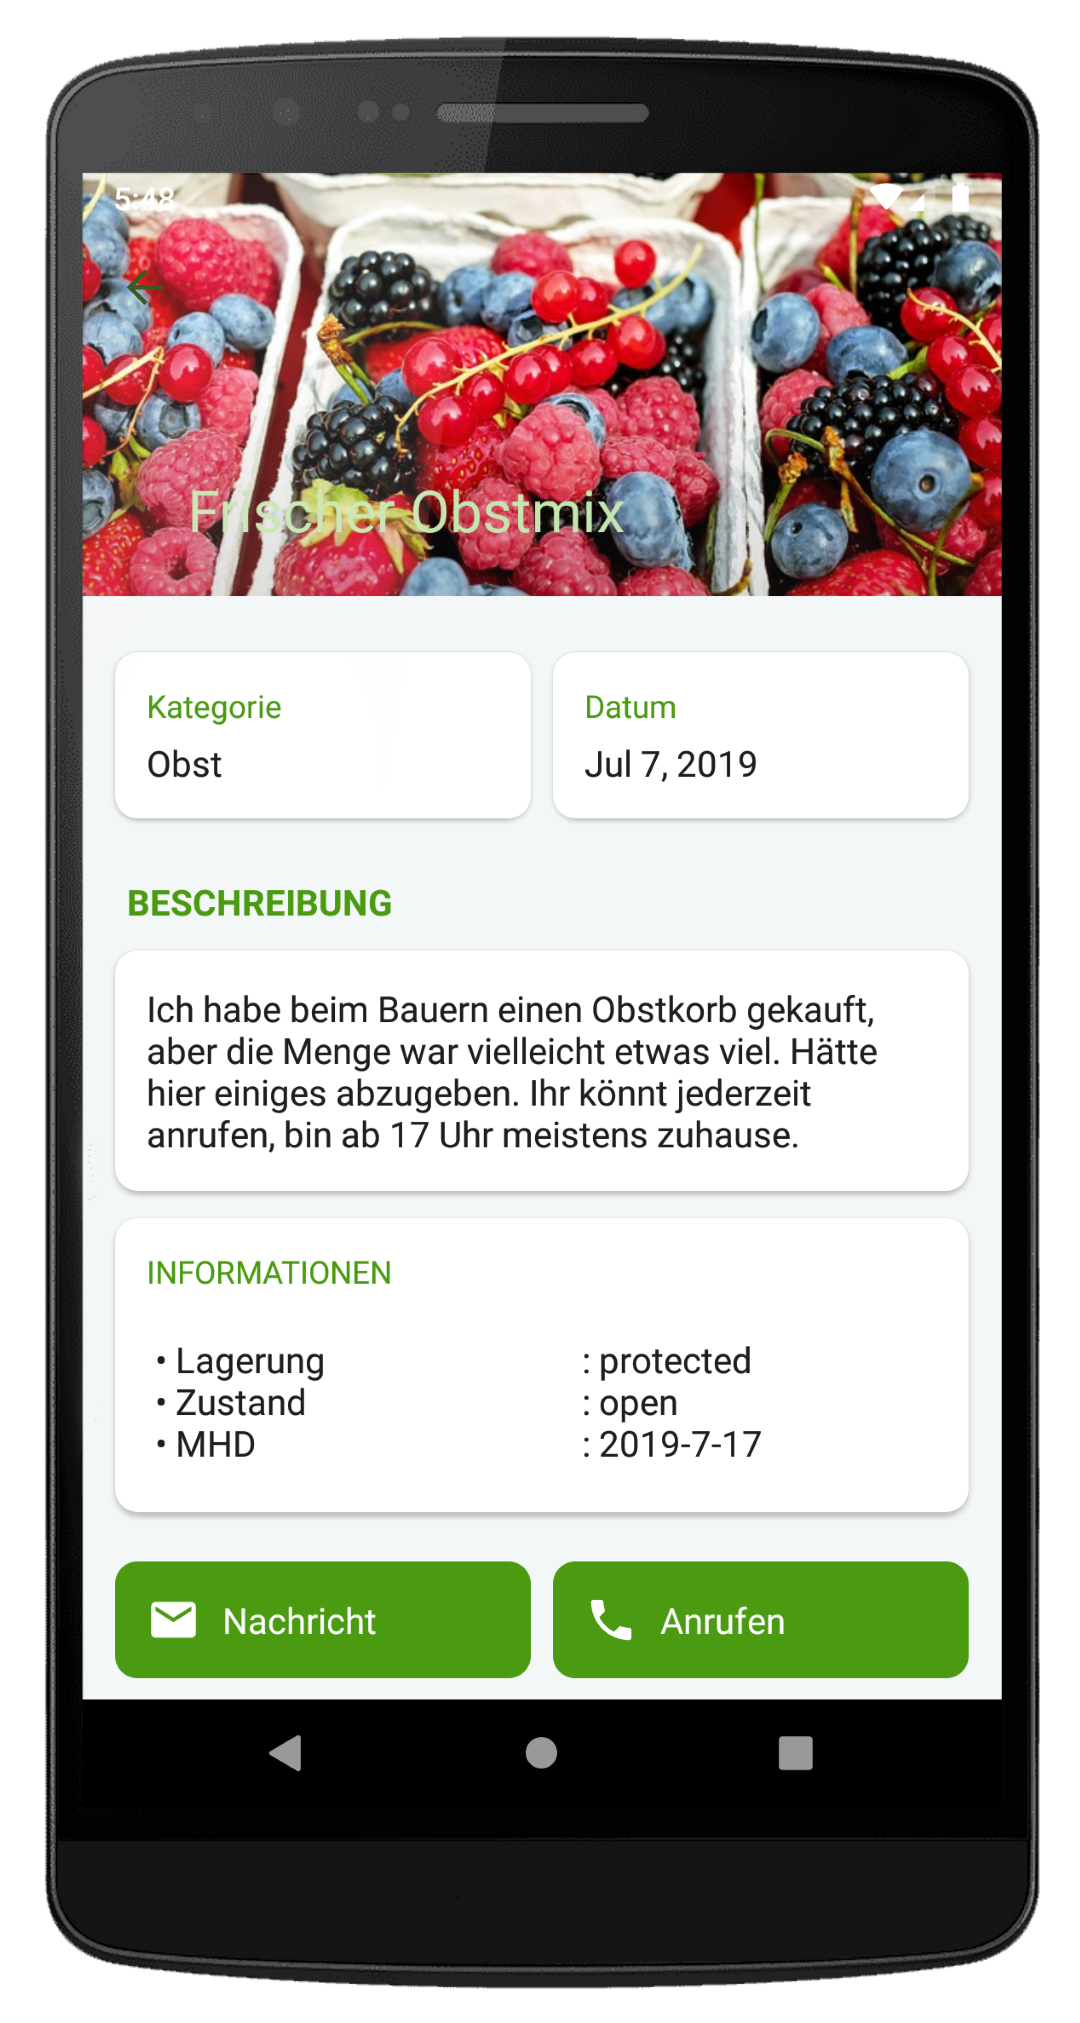 5:48
Frischer Obstmix
Kategorie
Obst
Datum
Jul 7, 2019
BESCHREIBUNG
Ich habe beim Bauern einen Obstkorb gekauft,
aber die Menge war vielleicht etwas viel. Hätte
hier einiges abzugeben. Ihr könnt jederzeit
anrufen, bin ab 17 Uhr meistens zuhause.
INFORMATIONEN
• Lagerung : protected
• Zustand : open
• MHD : 2019-7-17
Nachricht
Anrufen